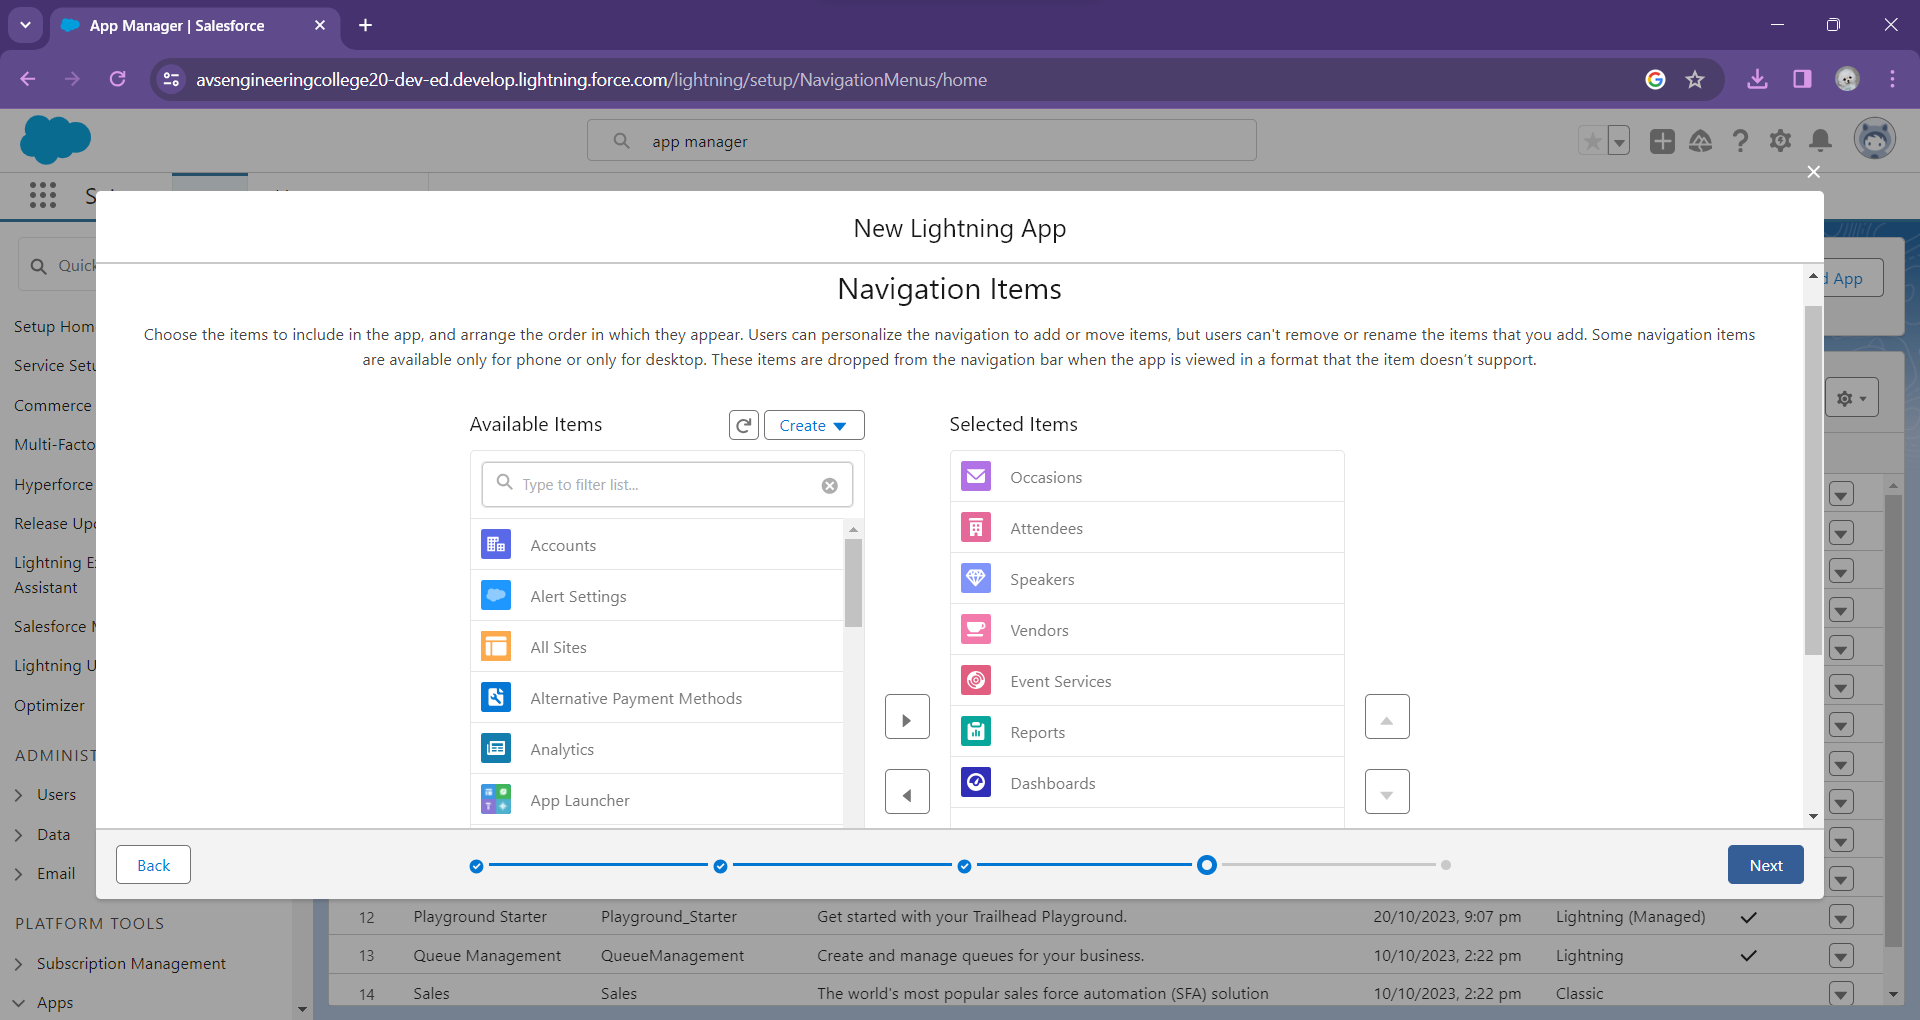 App Manager | Salesforce
avsengineeringcollege20-dev-ed.develop.lightning.force.com/lightning/setup/NavigationMenus/home
app manager
New Lightning App
Quick
Setup Hom
Service Setu
Commerce
Multi-Facto
Hyperforce
Release Upd
Lightning E
Assistant
Salesforce
Lightning U
Optimizer
ADMINIST
Users
Data
Email
PLATFORM TOOLS
Subscription Management
Apps
App
Navigation Items
Choose the items to include in the app, and arrange the order in which they appear. Users can personalize the navigation to add or move items, but users can't remove or rename the items that you add. Some navigation items
are available only for phone or only for desktop. These items are dropped from the navigation bar when the app is viewed in a format that the item doesn't support.
Available Items
Create
Type to filter list...
Accounts
Alert Settings
All Sites
Alternative Payment Methods
Analytics
App Launcher
Selected Items
Occasions
Attendees
Speakers
Vendors
Event Services
Reports
Dashboards
Back
Next
12 Playground Starter Playground_Starter Get started with your Trailhead Playground. 20/10/2023, 9:07 pm Lightning (Managed)
13 Queue Management QueueManagement Create and manage queues for your business. 10/10/2023, 2:22 pm Lightning
14 Sales Sales The world's most popular sales force automation (SFA) solution 10/10/2023, 2:22 pm Classic